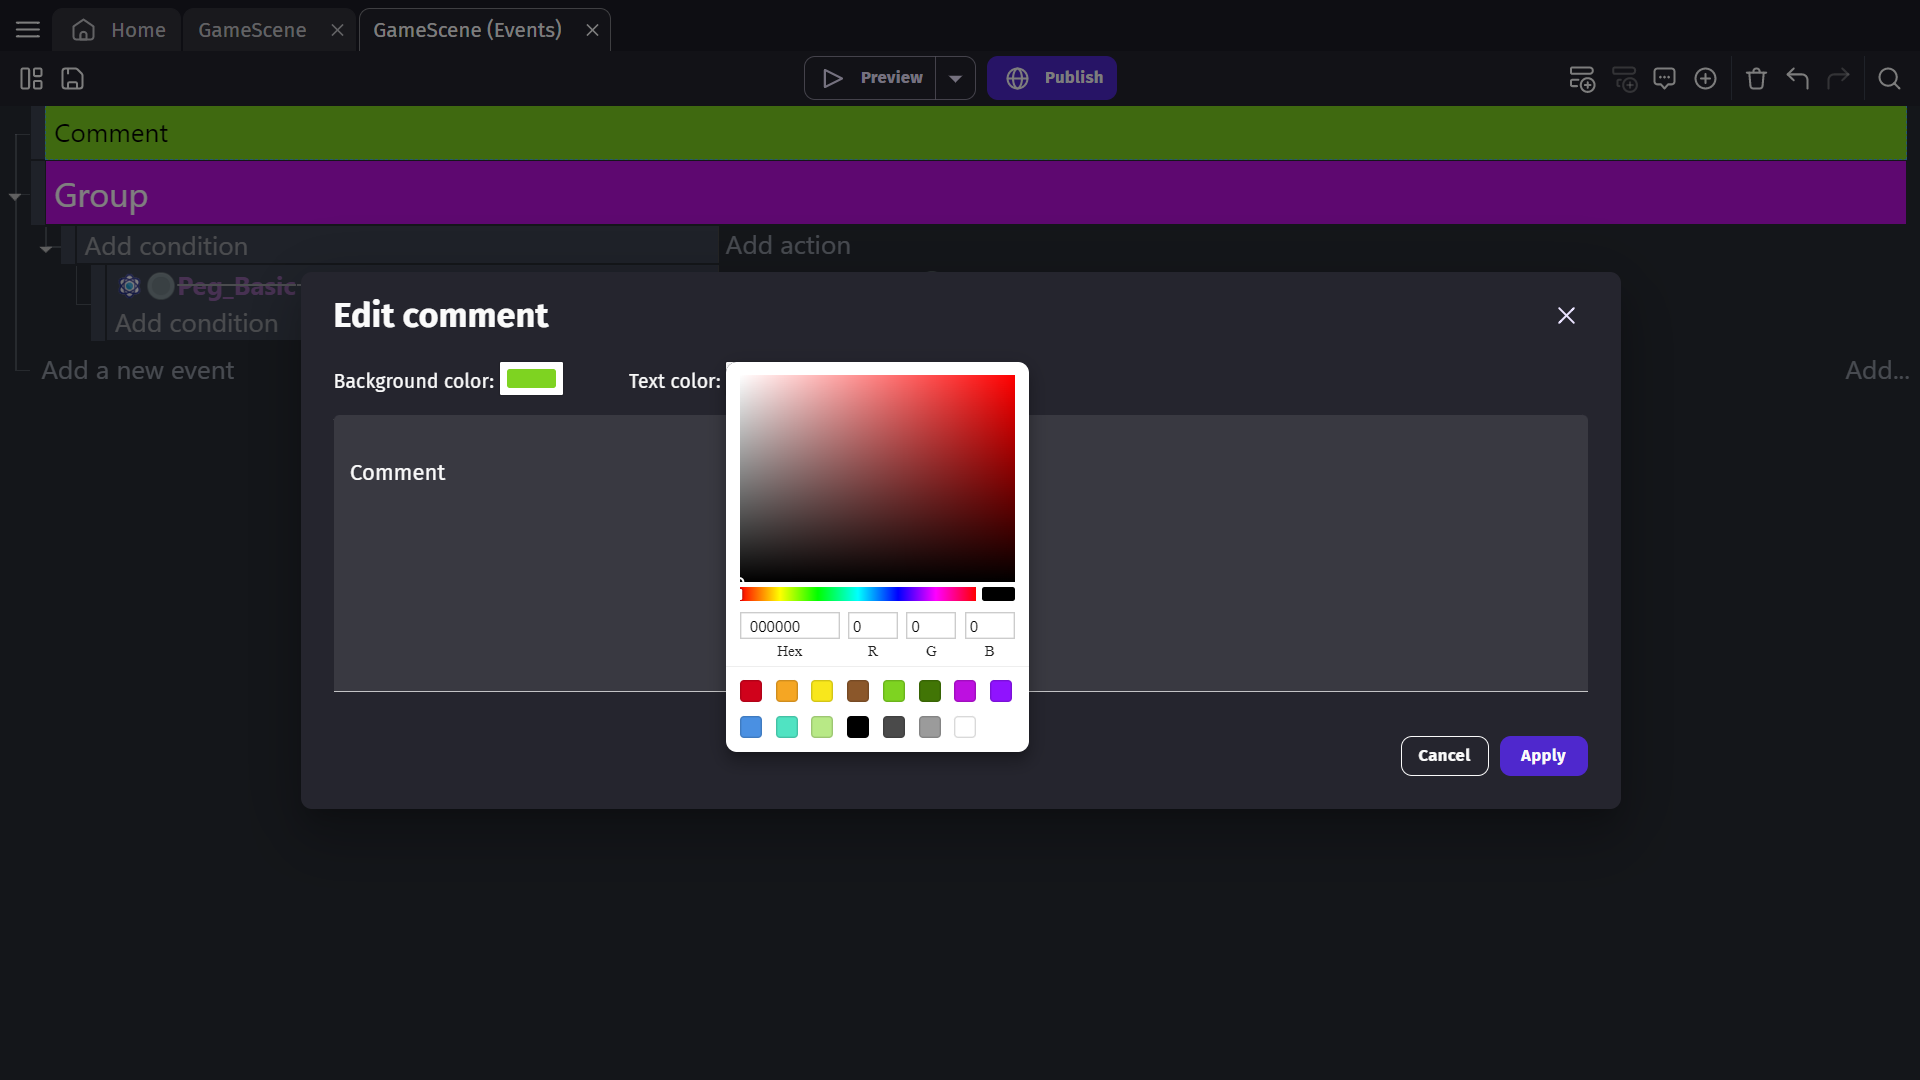 Home
GameScene
GameScene (Events)
Preview
Publish
Comment
Group
Add condition
Add action
Peg_Basic
Add condition
Add a new event
Add...
Edit comment
Background color:
Text color:
Comment
000000
0
0
0
Hex
R
G
B
Cancel
Apply